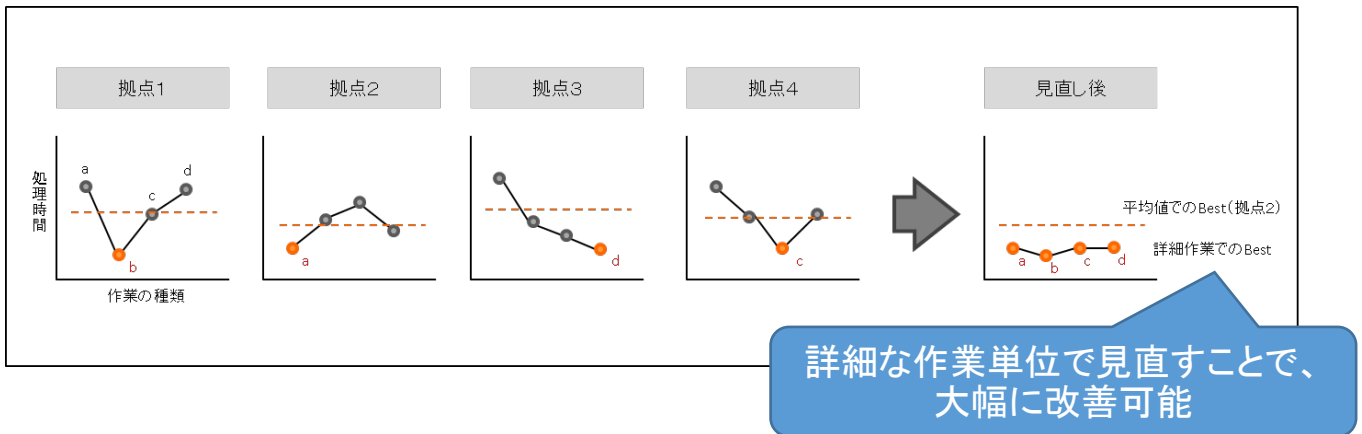 拠点1
拠点2
拠点3
拠点4
見直し後
処理時間
a
b
c
d
作業の種類
a
d
c
平均値でのBest(拠点2)
詳細作業でのBest
a
b
c
d
詳細な作業単位で見直すことで、
大幅に改善可能